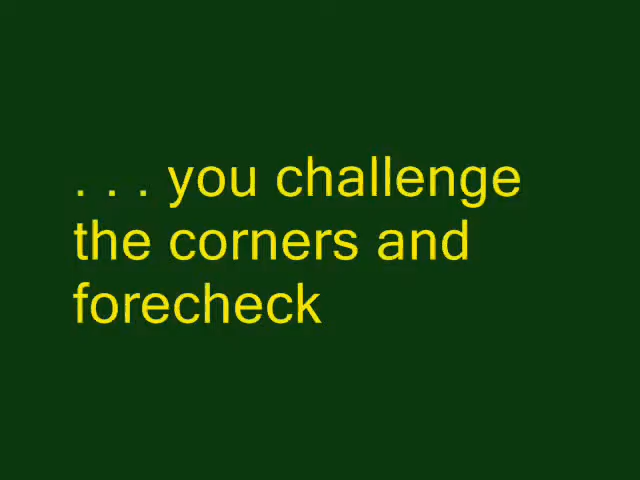 . . . you challenge
the corners and
forecheck